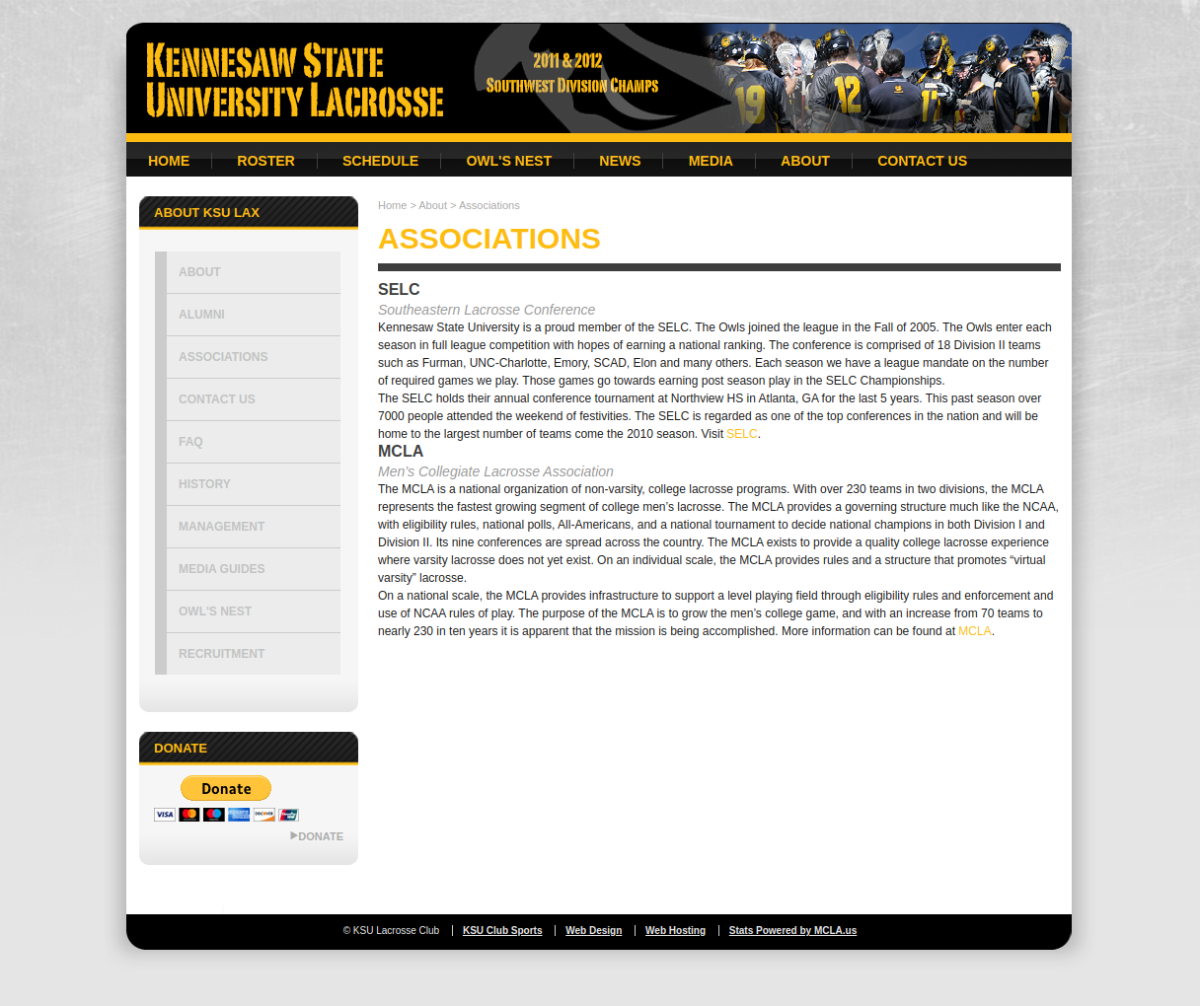 KENNESAW STATE
UNIVERSITY LACROSSE
2011 & 2012
SOUTHWEST DIVISION CHAMPS
19 12
HOME ROSTER SCHEDULE OWL'S NEST NEWS MEDIA ABOUT CONTACT US
ABOUT KSU LAX
ABOUT
ALUMNI
ASSOCIATIONS
CONTACT US
FAQ
HISTORY
MANAGEMENT
MEDIA GUIDES
OWL'S NEST
RECRUITMENT
DONATE
Donate
VISA
DONATE
Home > About > Associations
ASSOCIATIONS
SELC
Southeastern Lacrosse Conference
Kennesaw State University is a proud member of the SELC. The Owls joined the league in the Fall of 2005. The Owls enter each
season in full league competition with hopes of earning a national ranking. The conference is comprised of 18 Division II teams
such as Furman, UNC-Charlotte, Emory, SCAD, Elon and many others. Each season we have a league mandate on the number
of required games we play. Those games go towards earning post season play in the SELC Championships.
The SELC holds their annual conference tournament at Northview HS in Atlanta, GA for the last 5 years. This past season over
7000 people attended the weekend of festivities. The SELC is regarded as one of the top conferences in the nation and will be
home to the largest number of teams come the 2010 season. Visit SELC.
MCLA
Men's Collegiate Lacrosse Association
The MCLA is a national organization of non-varsity, college lacrosse programs. With over 230 teams in two divisions, the MCLA
represents the fastest growing segment of college men's lacrosse. The MCLA provides a governing structure much like the NCAA,
with eligibility rules, national polls, All-Americans, and a national tournament to decide national champions in both Division I and
Division II. Its nine conferences are spread across the country. The MCLA exists to provide a quality college lacrosse experience
where varsity lacrosse does not yet exist. On an individual scale, the MCLA provides rules and a structure that promotes “virtual
varsity” lacrosse.
On a national scale, the MCLA provides infrastructure to support a level playing field through eligibility rules and enforcement and
use of NCAA rules of play. The purpose of the MCLA is to grow the men's college game, and with an increase from 70 teams to
nearly 230 in ten years it is apparent that the mission is being accomplished. More information can be found at MCLA.
© KSU Lacrosse Club | KSU Club Sports | Web Design | Web Hosting | Stats Powered by MCLA.us